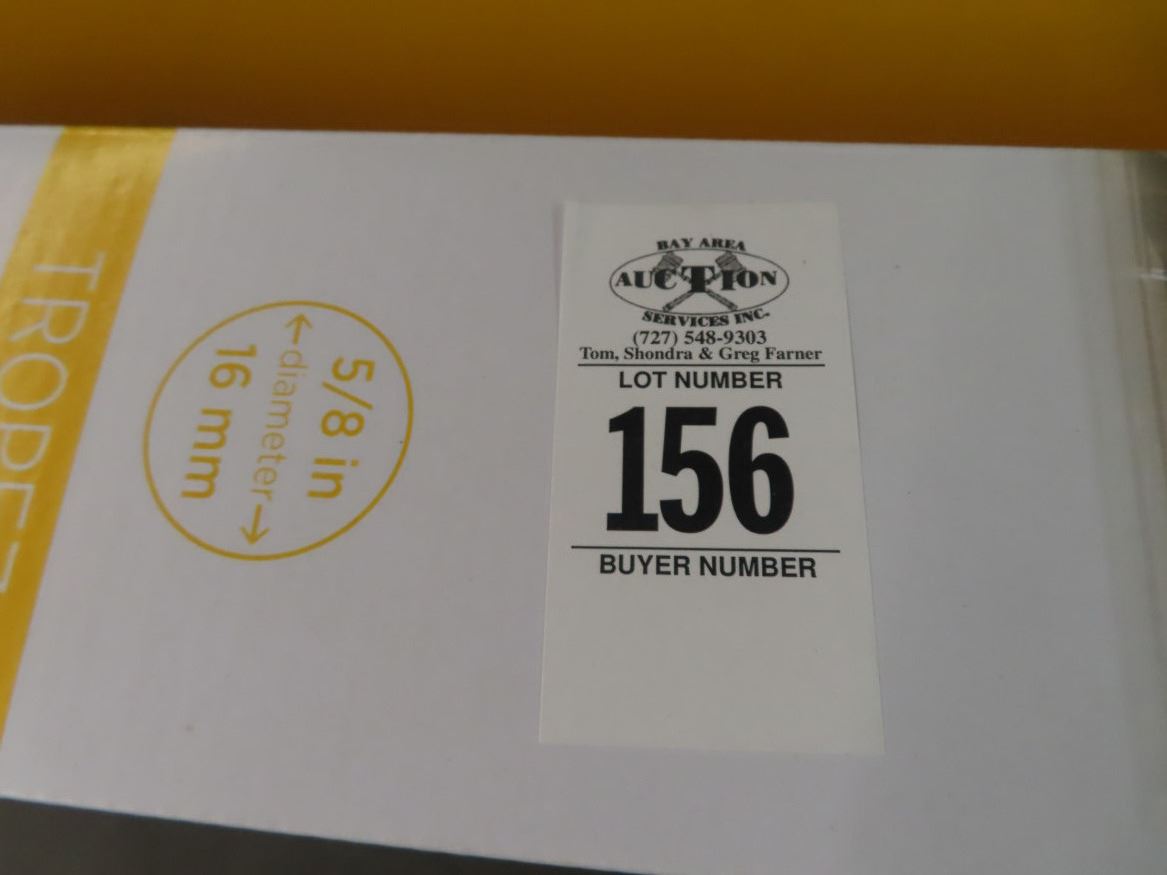 BAY AREA
AUCTION
SERVICES INC.
(727) 548-9303
Tom, Shondra & Greg Farner
LOT NUMBER
156
BUYER NUMBER
5/8 in
←diameter→
16 mm